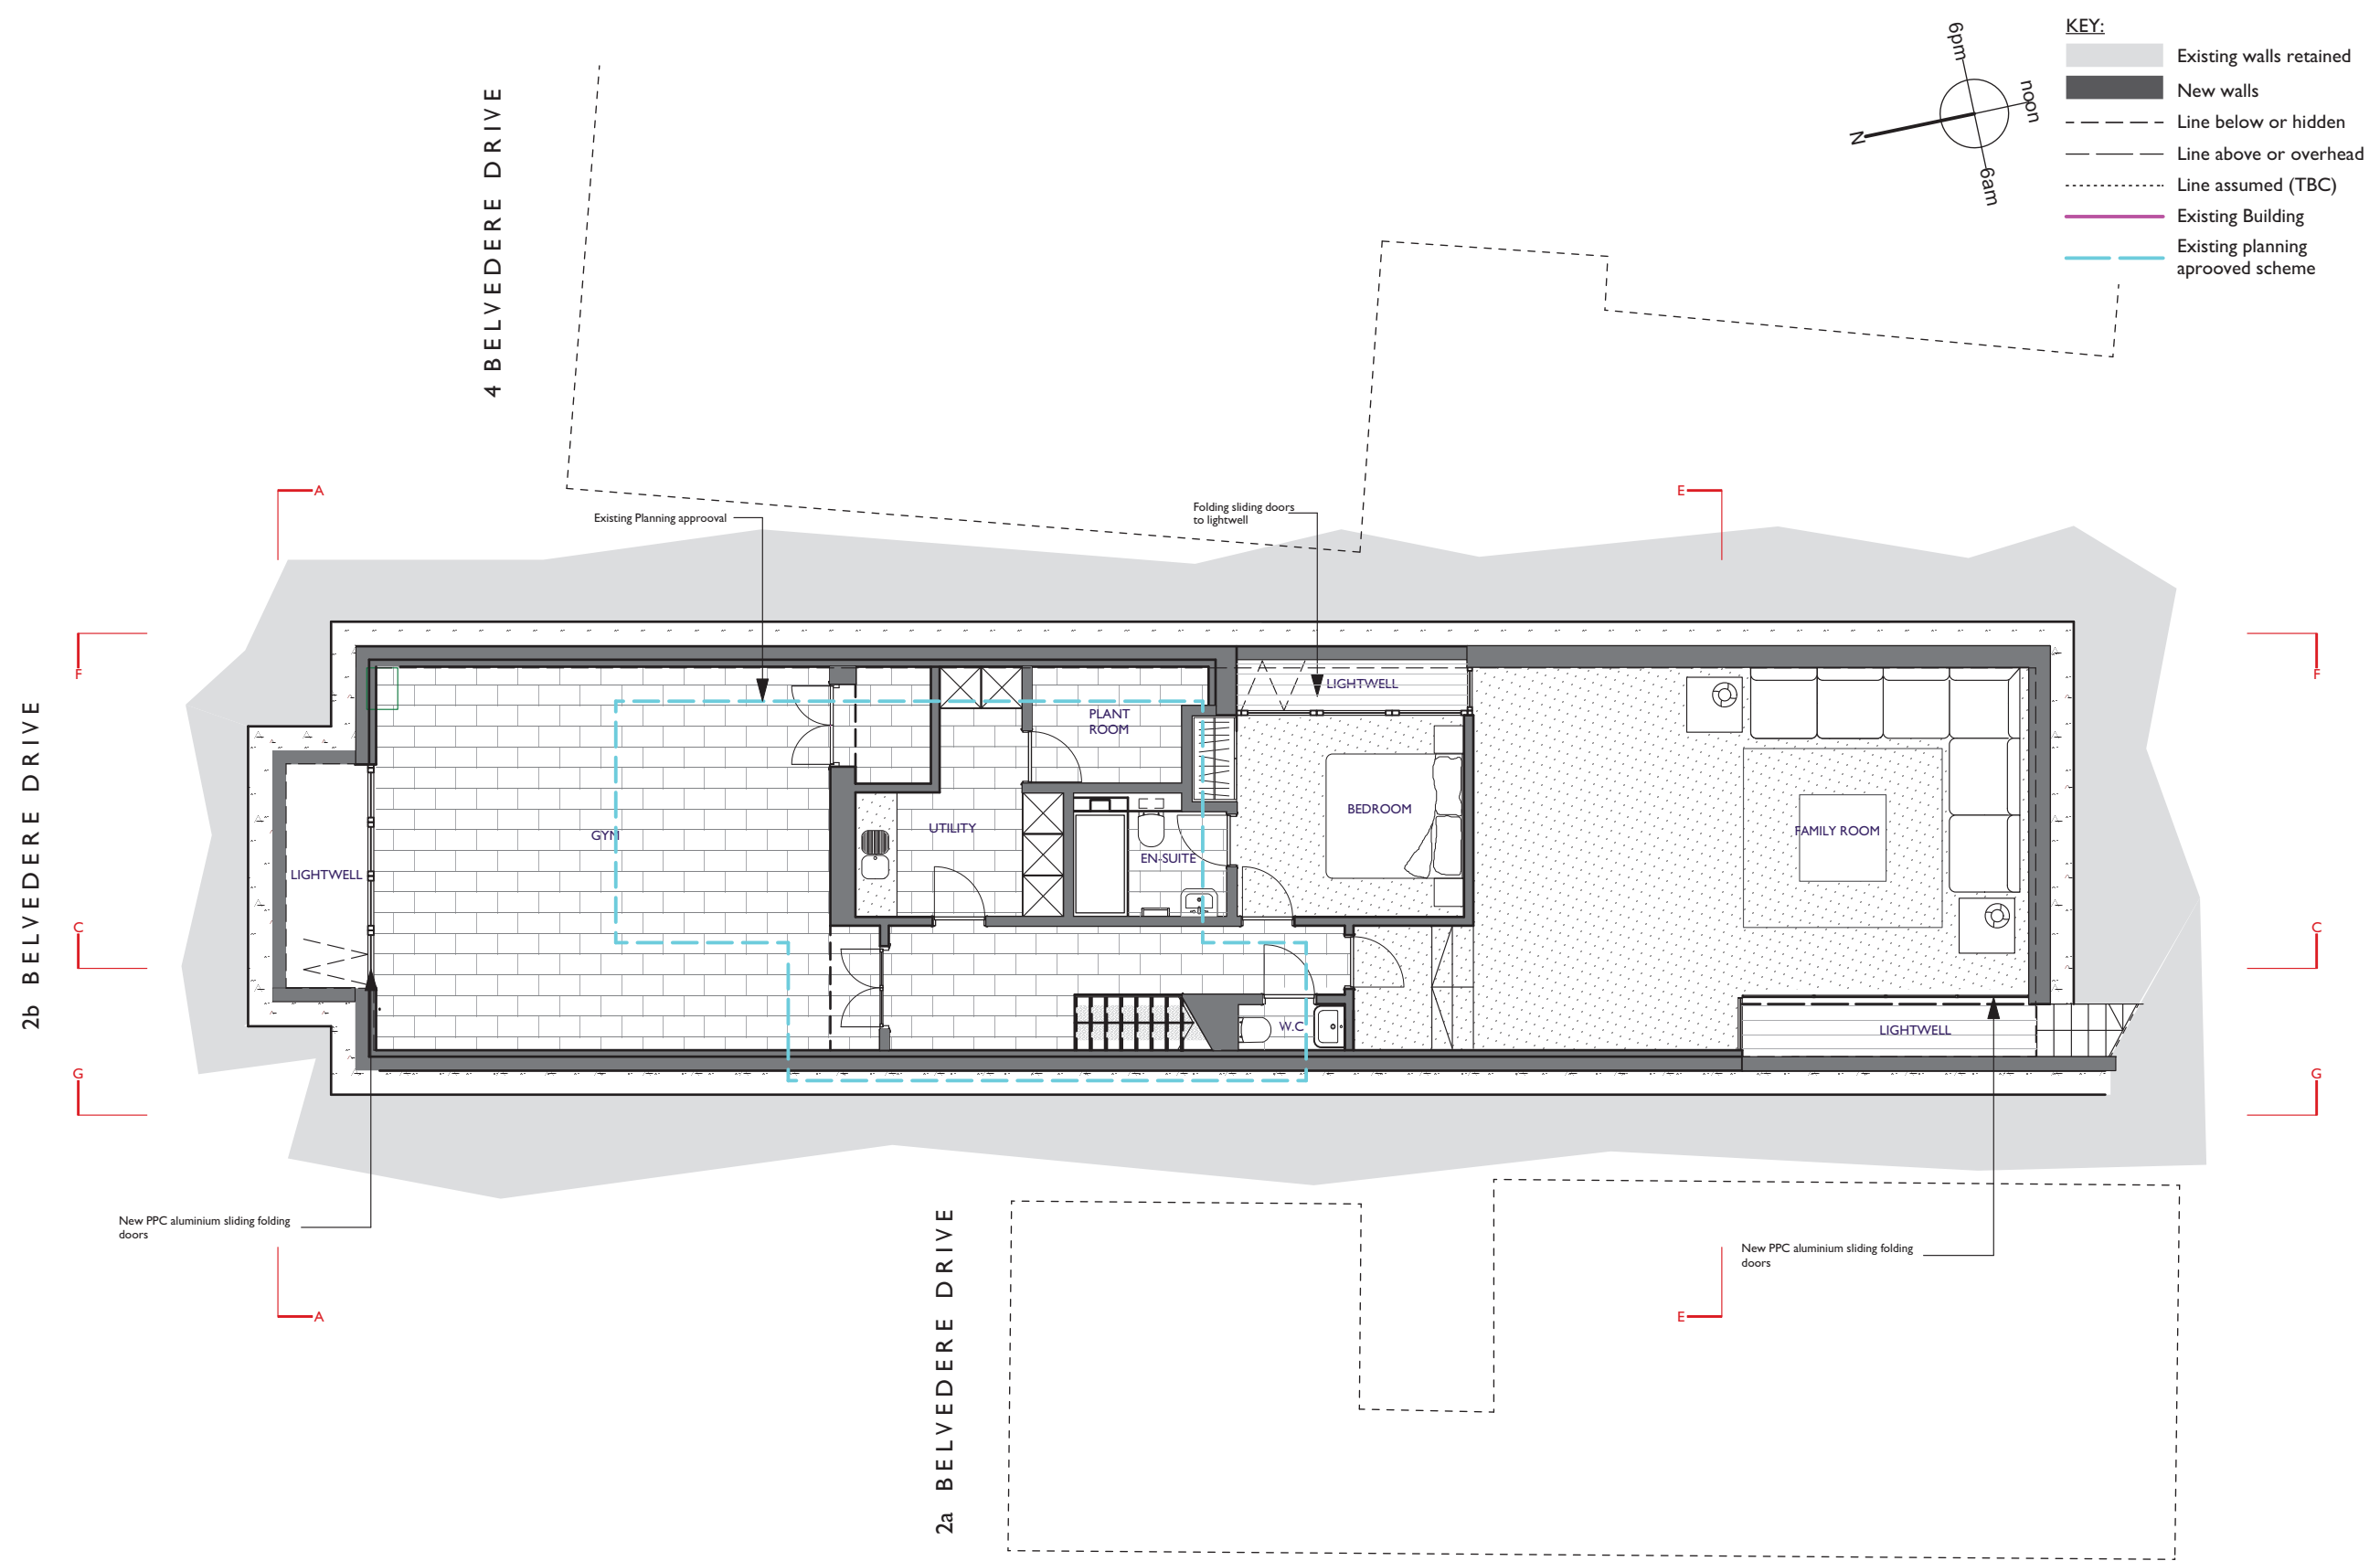 KEY:
Existing walls retained
New walls
Line below or hidden
Line above or overhead
Line assumed (TBC)
Existing Building
Existing planning
aprooved scheme
6pm
noon
N
6am
4 BELVEDERE DRIVE
2b BELVEDERE DRIVE
2a BELVEDERE DRIVE
A
E
Existing Planning approoval
Folding sliding doors
to lightwell
F
F
LIGHTWELL
PLANT
ROOM
GYM
UTILITY
BEDROOM
FAMILY ROOM
EN-SUITE
LIGHTWELL
C
C
W.C
LIGHTWELL
G
G
New PPC aluminium sliding folding
doors
New PPC aluminium sliding folding
doors
A
E